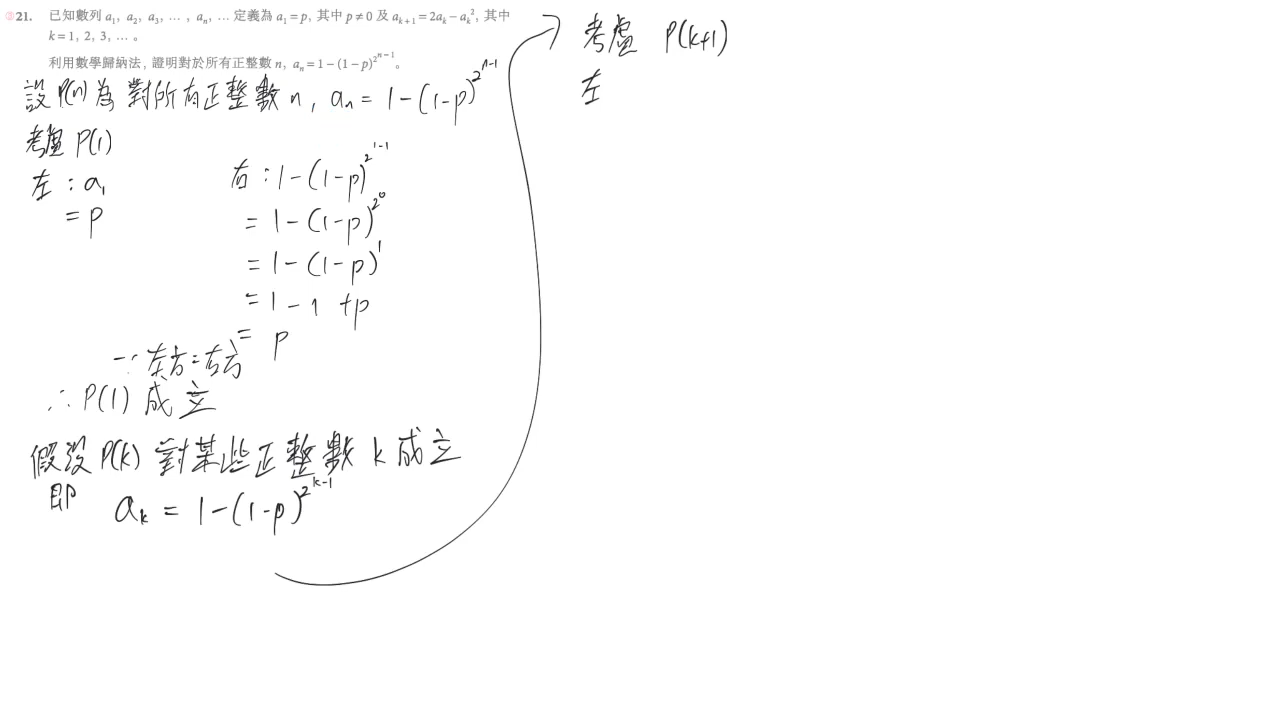 ②21. 已知數列 a₁, a₂, a₃, … , aₙ, … 定義為 a₁ = p, 其中 p ≠ 0 及 aₖ₊₁ = 2aₖ − aₖ², 其中
k = 1, 2, 3, … 。
利用數學歸納法, 證明對於所有正整數 n, aₙ = 1 − (1 − p)^{2^{n−1}}。
設 P(n) 為 對所有正整數 n, aₙ = 1 − (1−p)^{2^{n−1}}
考慮 P(1)
左 : a₁
= p
右 : 1 − (1−p)^{2^{1−1}}
= 1 − (1−p)^{2^0}
= 1 − (1−p)^1
= 1 − 1 + p
= p
∵ 左方 = 右方
∴ P(1) 成立
假設 P(k) 對某些正整數 k 成立
即 aₖ = 1 − (1−p)^{2^{k−1}}
考慮 P(k+1)
左